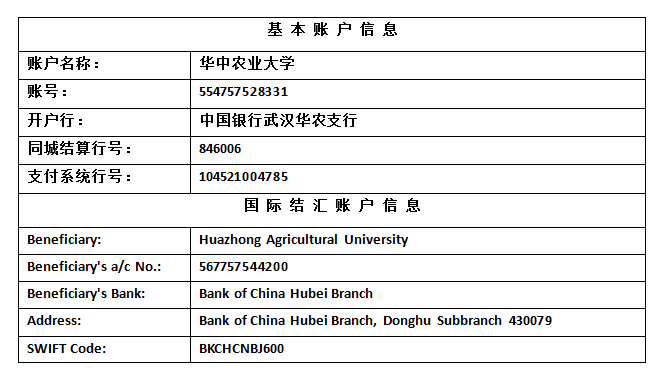 基 本 账 户 信 息
账户名称： 华中农业大学
账号： 554757528331
开户行： 中国银行武汉华农支行
同城结算行号： 846006
支付系统行号： 104521004785
国 际 结 汇 账 户 信 息
Beneficiary: Huazhong Agricultural University
Beneficiary's a/c No.: 567757544200
Beneficiary's Bank: Bank of China Hubei Branch
Address: Bank of China Hubei Branch, Donghu Subbranch 430079
SWIFT Code: BKCHCNBJ600